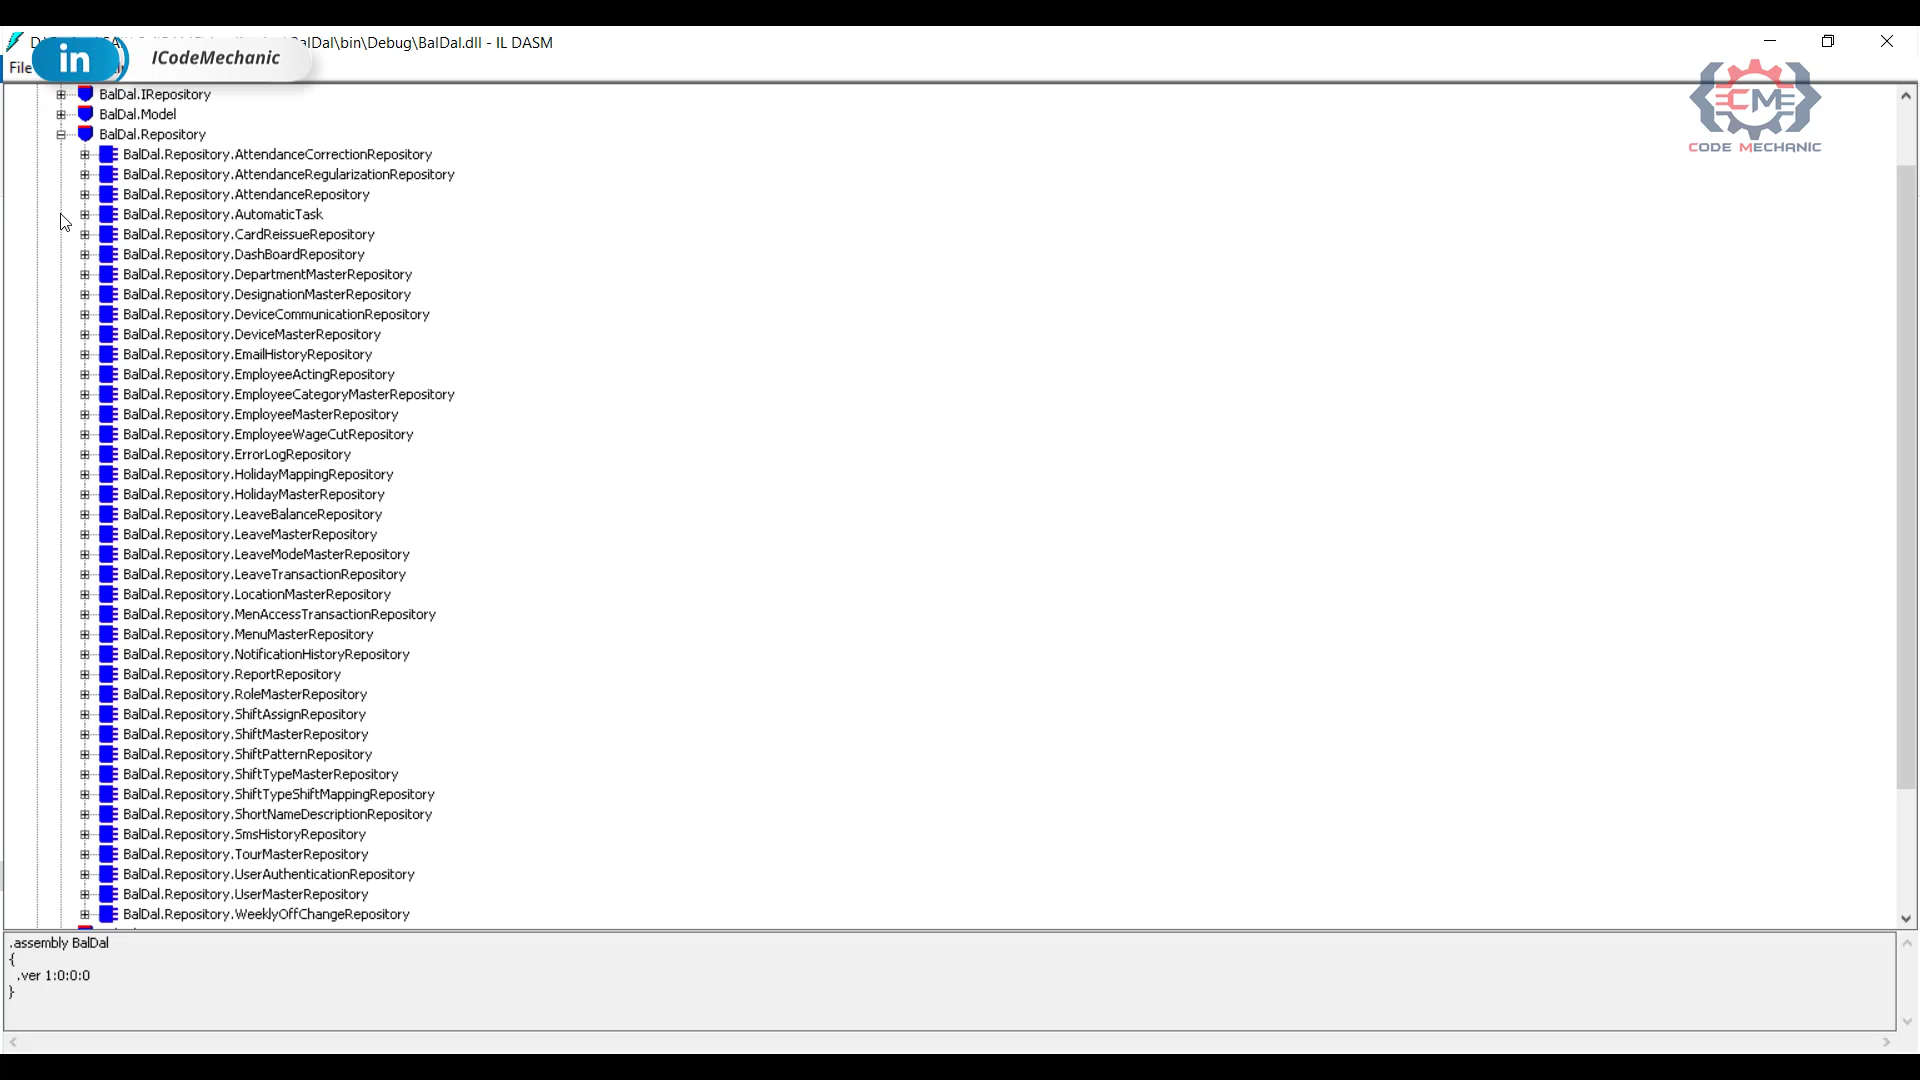 \BalDal\bin\Debug\BalDal.dll - IL DASM
in ICodeMechanic
File
CME
CODE MECHANIC
BalDal.IRepository
BalDal.Model
BalDal.Repository
BalDal.Repository.AttendanceCorrectionRepository
BalDal.Repository.AttendanceRegularizationRepository
BalDal.Repository.AttendanceRepository
BalDal.Repository.AutomaticTask
BalDal.Repository.CardReissueRepository
BalDal.Repository.DashBoardRepository
BalDal.Repository.DepartmentMasterRepository
BalDal.Repository.DesignationMasterRepository
BalDal.Repository.DeviceCommunicationRepository
BalDal.Repository.DeviceMasterRepository
BalDal.Repository.EmailHistoryRepository
BalDal.Repository.EmployeeActingRepository
BalDal.Repository.EmployeeCategoryMasterRepository
BalDal.Repository.EmployeeMasterRepository
BalDal.Repository.EmployeeWageCutRepository
BalDal.Repository.ErrorLogRepository
BalDal.Repository.HolidayMappingRepository
BalDal.Repository.HolidayMasterRepository
BalDal.Repository.LeaveBalanceRepository
BalDal.Repository.LeaveMasterRepository
BalDal.Repository.LeaveModeMasterRepository
BalDal.Repository.LeaveTransactionRepository
BalDal.Repository.LocationMasterRepository
BalDal.Repository.MenAccessTransactionRepository
BalDal.Repository.MenuMasterRepository
BalDal.Repository.NotificationHistoryRepository
BalDal.Repository.ReportRepository
BalDal.Repository.RoleMasterRepository
BalDal.Repository.ShiftAssignRepository
BalDal.Repository.ShiftMasterRepository
BalDal.Repository.ShiftPatternRepository
BalDal.Repository.ShiftTypeMasterRepository
BalDal.Repository.ShiftTypeShiftMappingRepository
BalDal.Repository.ShortNameDescriptionRepository
BalDal.Repository.SmsHistoryRepository
BalDal.Repository.TourMasterRepository
BalDal.Repository.UserAuthenticationRepository
BalDal.Repository.UserMasterRepository
BalDal.Repository.WeeklyOffChangeRepository
.assembly BalDal
{
.ver 1:0:0:0
}